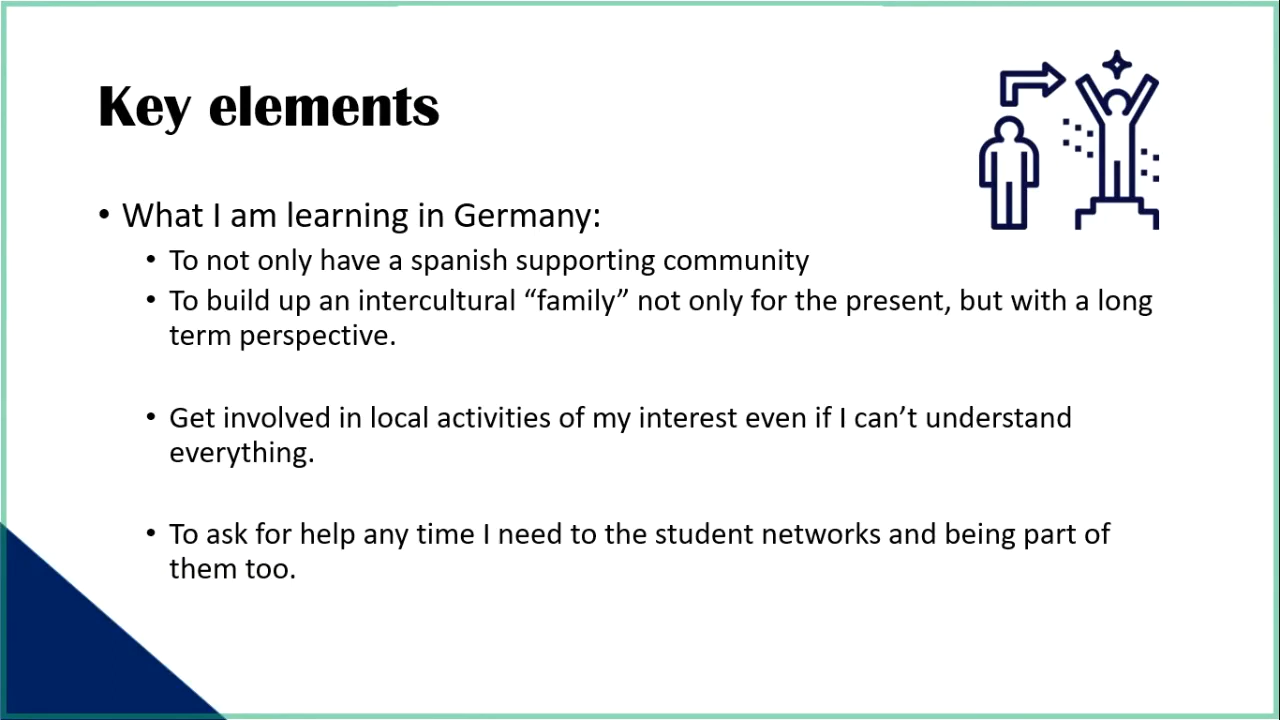 Key elements
• What I am learning in Germany:
• To not only have a spanish supporting community
• To build up an intercultural “family” not only for the present, but with a long
term perspective.
• Get involved in local activities of my interest even if I can’t understand
everything.
• To ask for help any time I need to the student networks and being part of
them too.